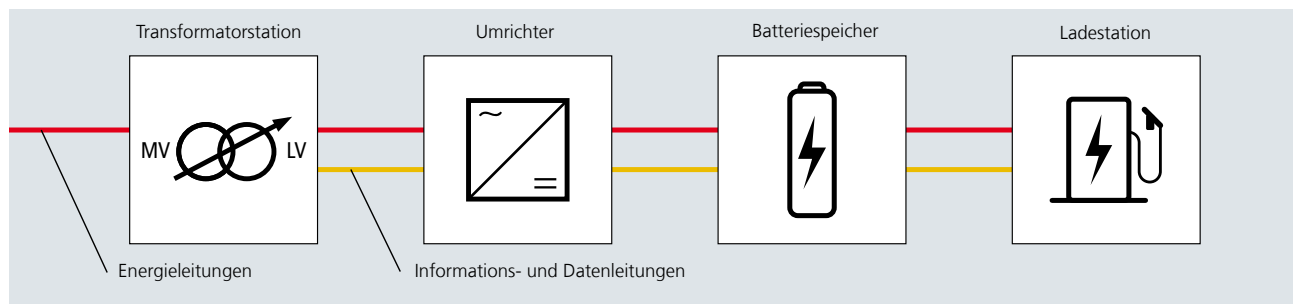 Transformatorstation
Umrichter
Batteriespeicher
Ladestation
MV
LV
Energieleitungen
Informations- und Datenleitungen